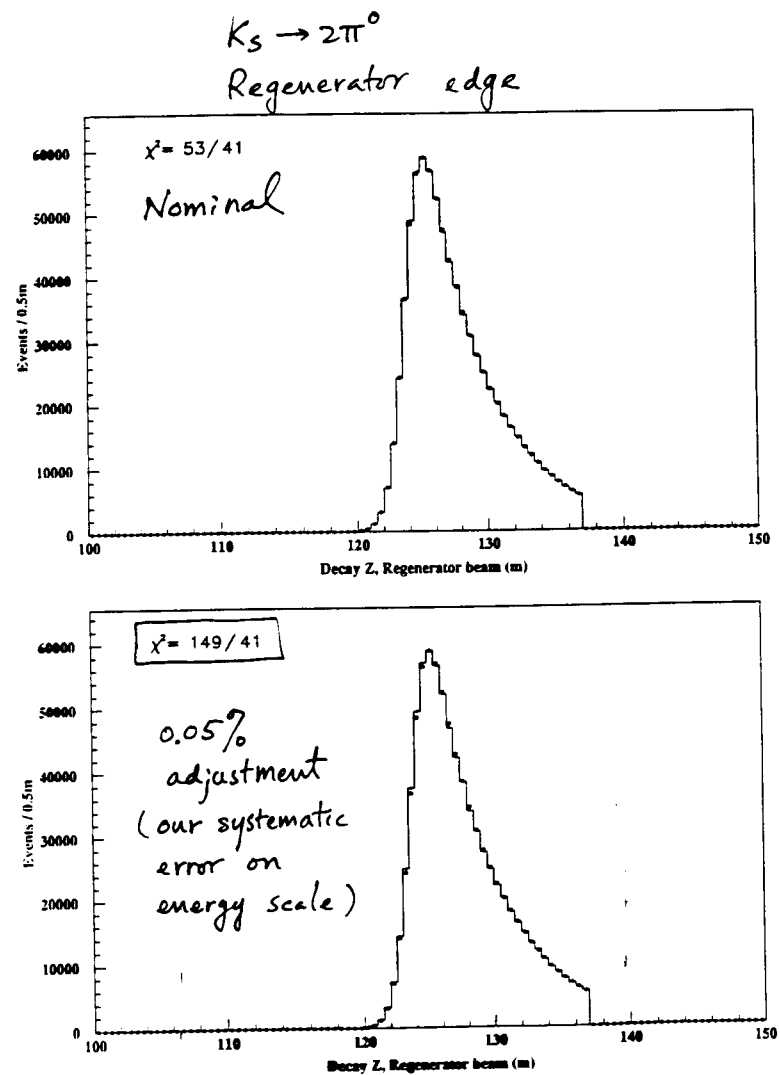 Ks → 2π⁰
Regenerator edge
χ²= 53/41
Nominal
60000
50000
40000
30000
20000
10000
0
Events / 0.5m
100
110
120
130
140
150
Decay Z, Regenerator beam (m)
χ²= 149/41
0.05%
adjustment
(our systematic
error on
energy scale)
60000
50000
40000
30000
20000
10000
0
Events / 0.5m
100
110
120
130
140
150
Decay Z, Regenerator beam (m)